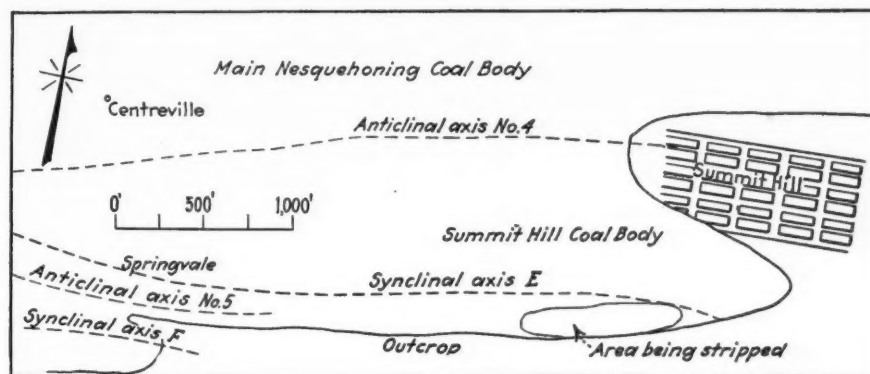 Main Nesquehoning Coal Body
Centreville
Anticlinal axis No.4
Summit Hill
0' 500' 1,000'
Summit Hill Coal Body
Springvale
Synclinal axis E
Anticlinal axis No.5
Synclinal axis F
Outcrop
Area being stripped